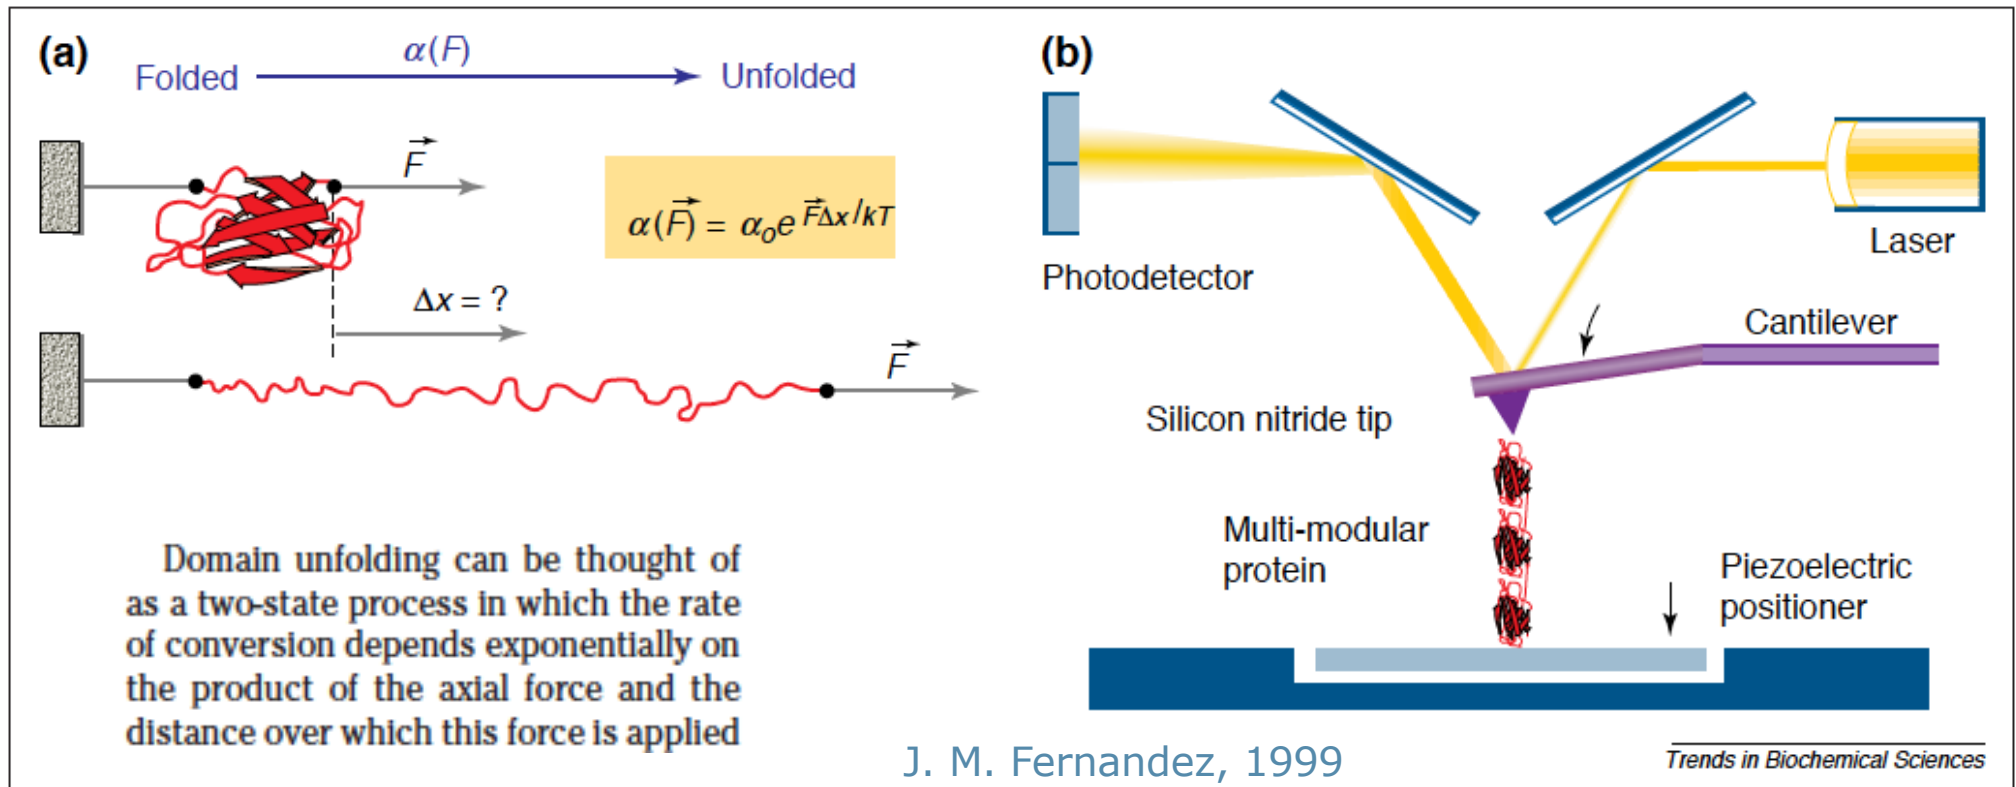 (a)
α(F)
Folded
Unfolded
F⃗
α(F⃗) = αₒe^F⃗Δx/kT
Δx = ?
F⃗
Domain unfolding can be thought of
as a two-state process in which the rate
of conversion depends exponentially on
the product of the axial force and the
distance over which this force is applied
(b)
Laser
Photodetector
Cantilever
Silicon nitride tip
Multi-modular
protein
Piezoelectric
positioner
J. M. Fernandez, 1999
Trends in Biochemical Sciences